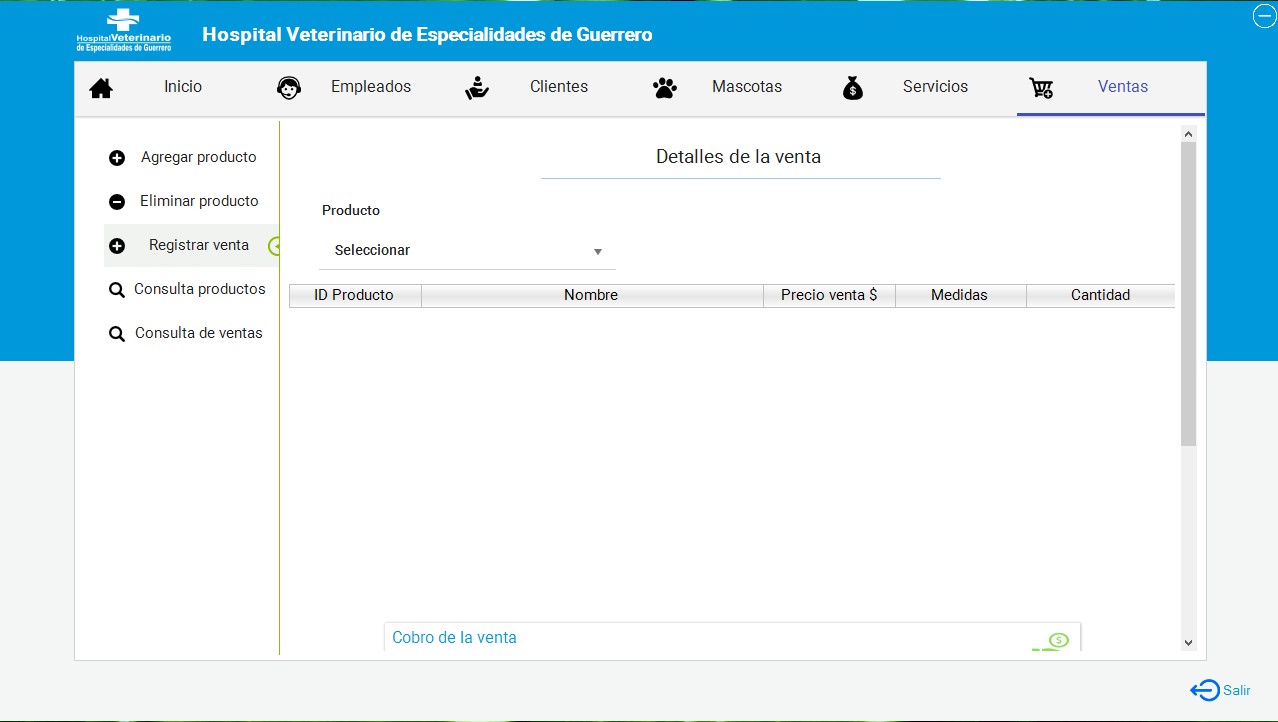 HospitalVeterinario
de Especialidades de Guerrero
Hospital Veterinario de Especialidades de Guerrero
Inicio
Empleados
Clientes
Mascotas
$
Servicios
Ventas
Agregar producto
Eliminar producto
Registrar venta
Consulta productos
Consulta de ventas
Detalles de la venta
Producto
Seleccionar
ID Producto
Nombre
Precio venta $
Medidas
Cantidad
Cobro de la venta
$
Salir